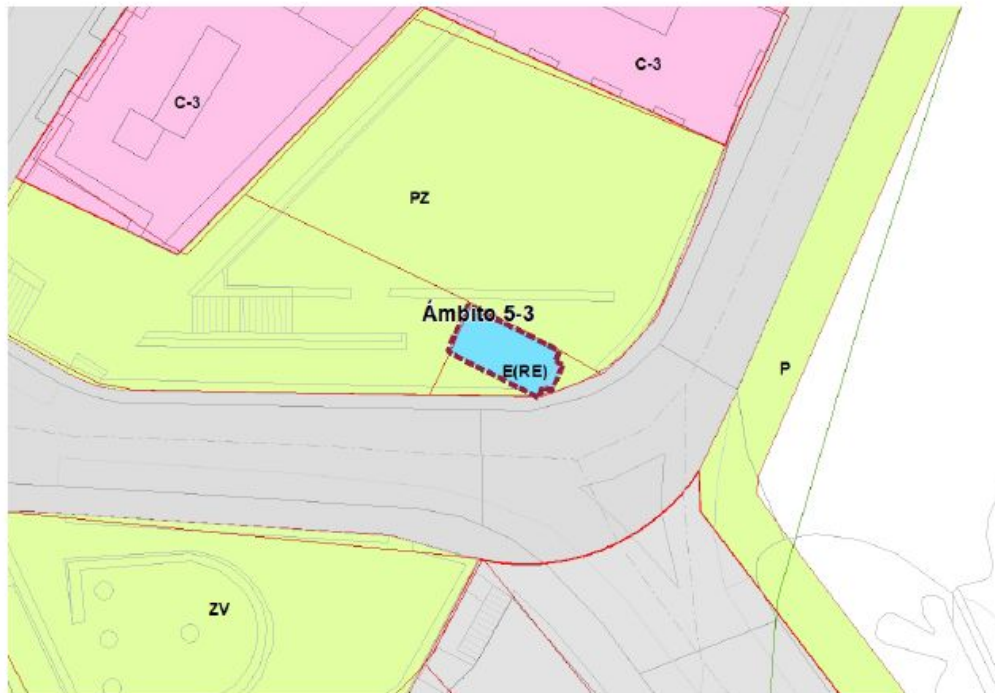 C-3
C-3
PZ
Ámbito 5-3
E(RE)
P
ZV